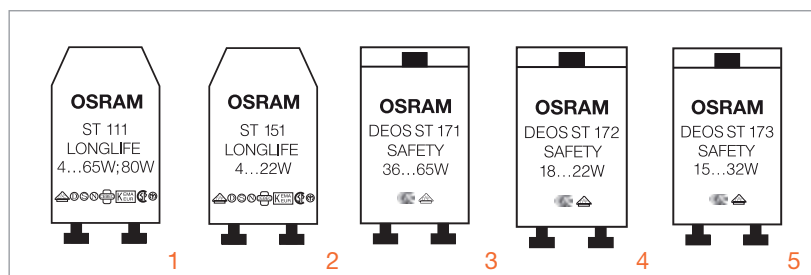 OSRAM
ST 111
LONGLIFE
4...65W;80W
1
OSRAM
ST 151
LONGLIFE
4...22W
2
OSRAM
DEOS ST 171
SAFETY
36...65W
3
OSRAM
DEOS ST 172
SAFETY
18...22W
4
OSRAM
DEOS ST 173
SAFETY
15...32W
5